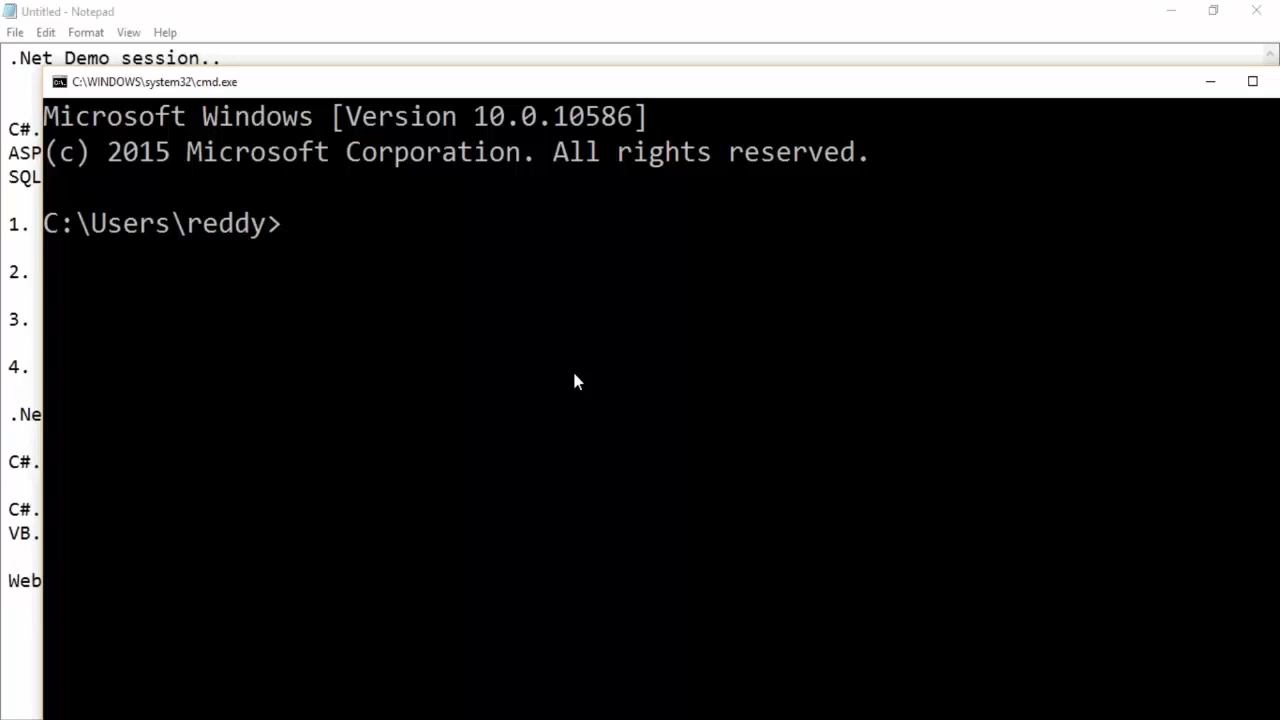 Untitled - Notepad
File Edit Format View Help
.Net Demo session..
C:\WINDOWS\system32\cmd.exe
Microsoft Windows [Version 10.0.10586]
(c) 2015 Microsoft Corporation. All rights reserved.
C:\Users\reddy>
C#.
ASP
SQL
1.
2.
3.
4.
.Ne
C#.
C#.
VB.
Web